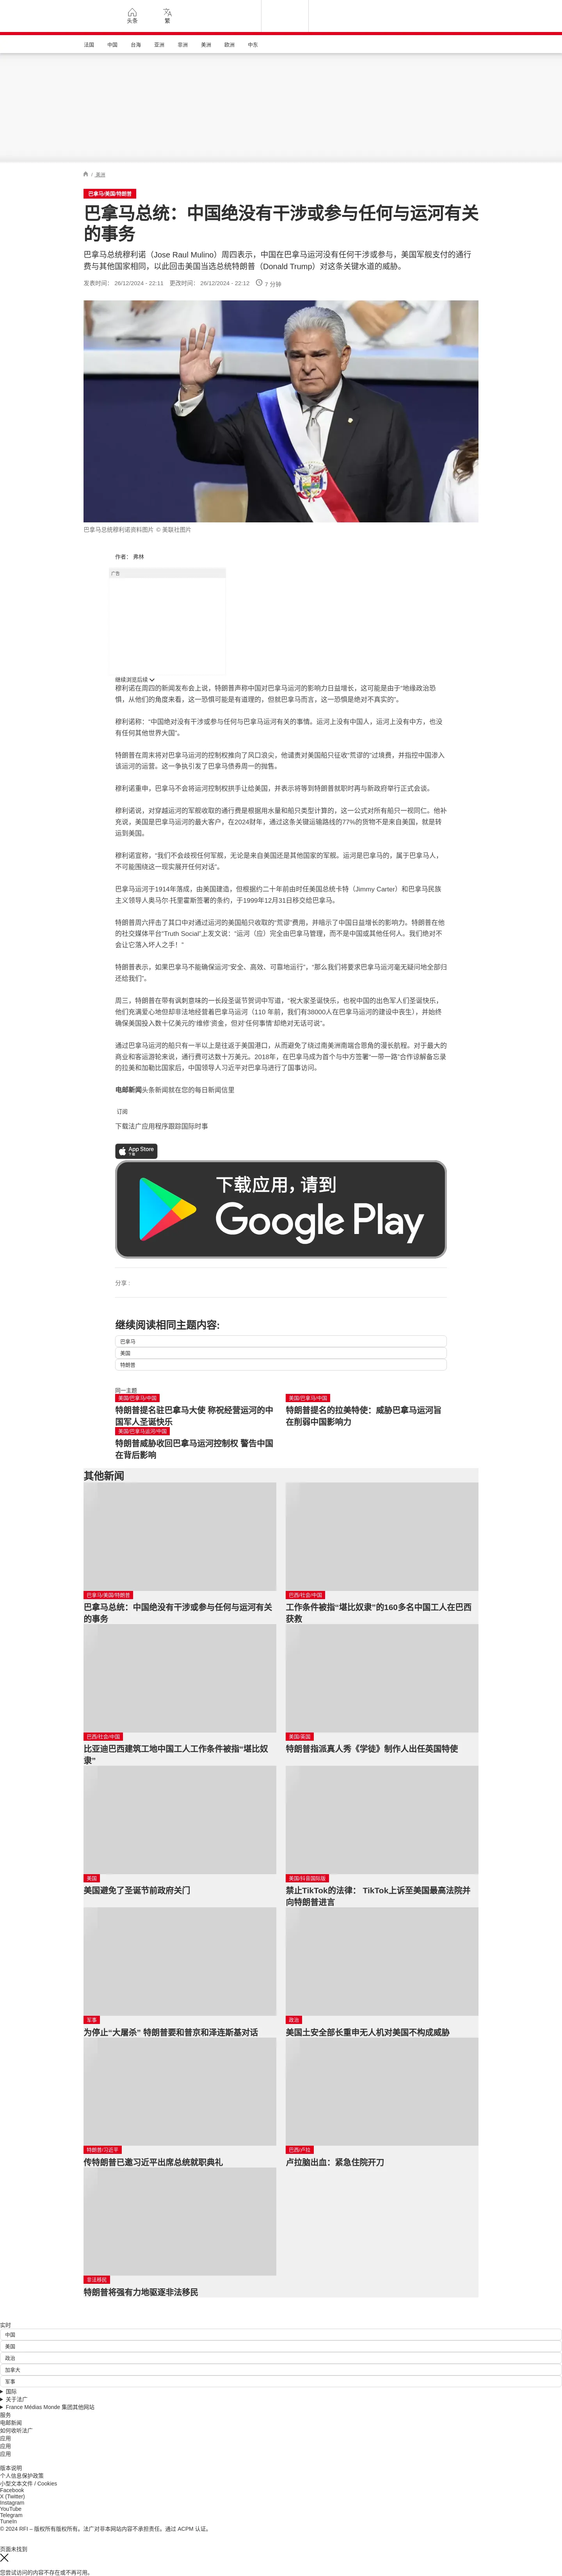 头条
繁
法国
中国
台海
亚洲
非洲
美洲
欧洲
中东
/ 美洲
巴拿马/美国/特朗普
巴拿马总统：中国绝没有干涉或参与任何与运河有关
的事务
巴拿马总统穆利诺（Jose Raul Mulino）周四表示，中国在巴拿马运河没有任何干涉或参与，美国军舰支付的通行
费与其他国家相同，以此回击美国当选总统特朗普（Donald Trump）对这条关键水道的威胁。
发表时间： 26/12/2024 - 22:11 更改时间： 26/12/2024 - 22:12 7 分钟
巴拿马总统穆利诺资料图片 © 美联社图片
作者： 弗林
广告
继续浏览后续
穆利诺在周四的新闻发布会上说，特朗普声称中国对巴拿马运河的影响力日益增长，这可能是由于“地缘政治恐
惧，从他们的角度来看，这一恐惧可能是有道理的，但就巴拿马而言，这一恐惧是绝对不真实的”。
穆利诺称：“中国绝对没有干涉或参与任何与巴拿马运河有关的事情。运河上没有中国人，运河上没有中方，也没
有任何其他世界大国”。
特朗普在周末将对巴拿马运河的控制权推向了风口浪尖，他谴责对美国船只征收“荒谬的”过境费，并指控中国渗入
该运河的运营。这一争执引发了巴拿马债券周一的抛售。
穆利诺重申，巴拿马不会将运河控制权拱手让给美国，并表示将等到特朗普就职时再与新政府举行正式会谈。
穆利诺说，对穿越运河的军舰收取的通行费是根据用水量和船只类型计算的，这一公式对所有船只一视同仁。他补
充说，美国是巴拿马运河的最大客户，在2024财年，通过这条关键运输路线的77%的货物不是来自美国，就是转
运到美国。
穆利诺宣称，“我们不会歧视任何军舰，无论是来自美国还是其他国家的军舰。运河是巴拿马的，属于巴拿马人，
不可能围绕这一现实展开任何对话”。
巴拿马运河于1914年落成，由美国建造，但根据约二十年前由时任美国总统卡特（Jimmy Carter）和巴拿马民族
主义领导人奥马尔·托里霍斯签署的条约，于1999年12月31日移交给巴拿马。
特朗普周六抨击了其口中对通过运河的美国船只收取的“荒谬”费用，并暗示了中国日益增长的影响力。特朗普在他
的社交媒体平台“Truth Social”上发文说：“运河（应）完全由巴拿马管理，而不是中国或其他任何人。我们绝对不
会让它落入坏人之手！”
特朗普表示，如果巴拿马不能确保运河“安全、高效、可靠地运行”，“那么我们将要求巴拿马运河毫无疑问地全部归
还给我们”。
周三，特朗普在带有讽刺意味的一长段圣诞节贺词中写道，“祝大家圣诞快乐，也祝中国的出色军人们圣诞快乐，
他们充满爱心地但却非法地经营着巴拿马运河（110 年前，我们有38000人在巴拿马运河的建设中丧生），并始终
确保美国投入数十亿美元的‘维修’资金，但对‘任何事情’却绝对无话可说”。
通过巴拿马运河的船只有一半以上是往返于美国港口，从而避免了绕过南美洲南端合恩角的漫长航程。对于最大的
商业和客运游轮来说，通行费可达数十万美元。2018年，在巴拿马成为首个与中方签署“一带一路”合作谅解备忘录
的拉美和加勒比国家后，中国领导人习近平对巴拿马进行了国事访问。
电邮新闻头条新闻就在您的每日新闻信里
订阅
下载法广应用程序跟踪国际时事
App Store
下载
下载应用，请到
Google Play
分享 :
继续阅读相同主题内容:
巴拿马
美国
特朗普
同一主题
美国/巴拿马/中国
特朗普提名驻巴拿马大使 称祝经营运河的中
国军人圣诞快乐
美国/巴拿马/中国
特朗普提名的拉美特使：威胁巴拿马运河旨
在削弱中国影响力
美国/巴拿马运河/中国
特朗普威胁收回巴拿马运河控制权 警告中国
在背后影响
其他新闻
巴拿马/美国/特朗普
巴拿马总统：中国绝没有干涉或参与任何与运河有关
的事务
巴西/社会/中国
工作条件被指“堪比奴隶”的160多名中国工人在巴西
获救
巴西/社会/中国
比亚迪巴西建筑工地中国工人工作条件被指“堪比奴
隶”
美国/英国
特朗普指派真人秀《学徒》制作人出任英国特使
美国
美国避免了圣诞节前政府关门
美国/抖音国际版
禁止TikTok的法律： TikTok上诉至美国最高法院并
向特朗普进言
军事
为停止“大屠杀” 特朗普要和普京和泽连斯基对话
政治
美国土安全部长重申无人机对美国不构成威胁
特朗普/习近平
传特朗普已邀习近平出席总统就职典礼
巴西/卢拉
卢拉脑出血：紧急住院开刀
非法移民
特朗普将强有力地驱逐非法移民
实时
中国
美国
政治
加拿大
军事
国际
关于法广
France Médias Monde 集团其他网站
服务
电邮新闻
如何收听法广
应用
应用
应用
版本说明
个人信息保护政策
小型文本文件 / Cookies
Facebook
X (Twitter)
Instagram
YouTube
Telegram
TuneIn
© 2024 RFI – 版权所有版权所有。法广对非本网站内容不承担责任。通过 ACPM 认证。
页面未找到
您尝试访问的内容不存在或不再可用。